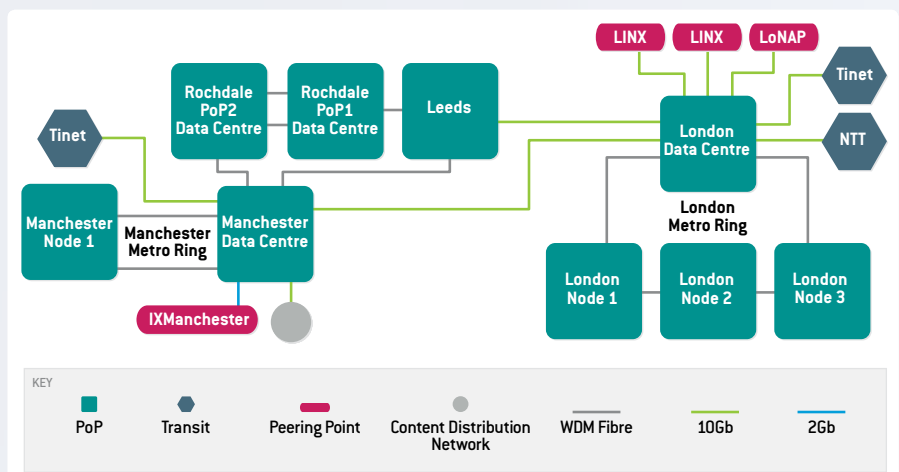 LINX
LINX
LoNAP
Tinet
Rochdale
PoP2
Data Centre
Rochdale
PoP1
Data Centre
Leeds
London
Data Centre
NTT
Tinet
Manchester
Node 1
Manchester
Metro Ring
Manchester
Data Centre
London
Metro Ring
London
Node 1
London
Node 2
London
Node 3
IXManchester
KEY
PoP
Transit
Peering Point
Content Distribution
Network
WDM Fibre
10Gb
2Gb